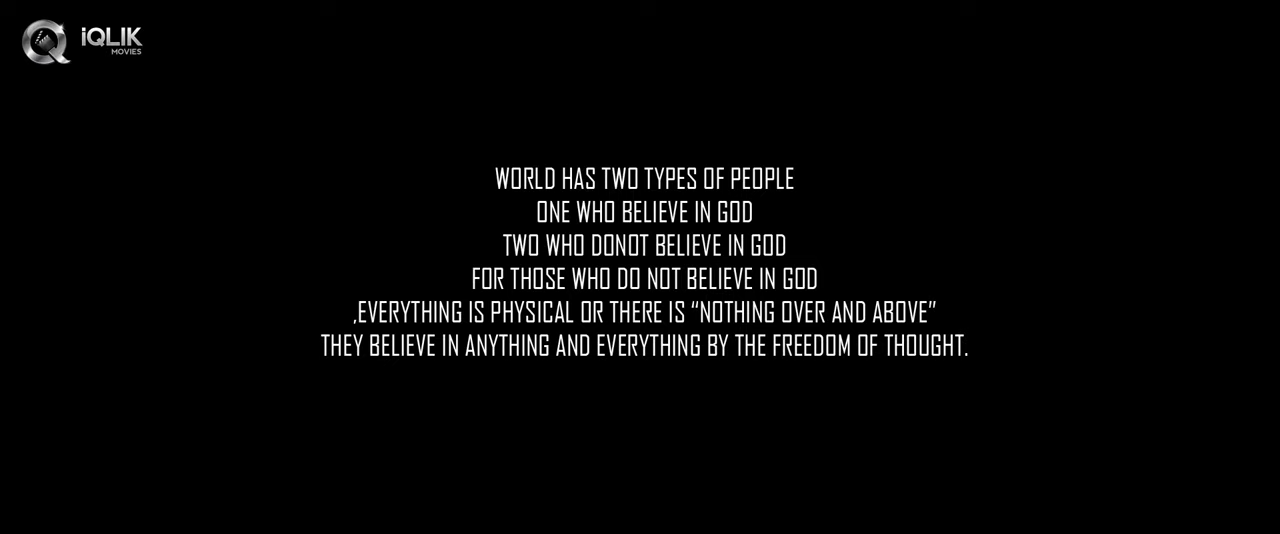 iQLIK
MOVIES
WORLD HAS TWO TYPES OF PEOPLE
ONE WHO BELIEVE IN GOD
TWO WHO DONOT BELIEVE IN GOD
FOR THOSE WHO DO NOT BELIEVE IN GOD
,EVERYTHING IS PHYSICAL OR THERE IS “NOTHING OVER AND ABOVE”
THEY BELIEVE IN ANYTHING AND EVERYTHING BY THE FREEDOM OF THOUGHT.